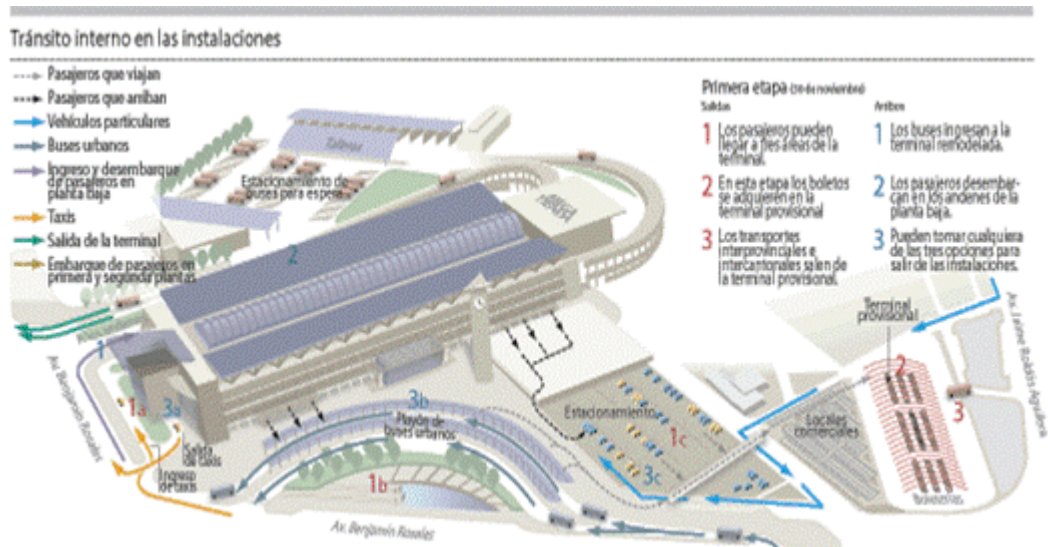 Tránsito interno en las instalaciones
Pasajeros que viajan
Pasajeros que arriban
Vehículos particulares
Buses urbanos
Ingreso y desembarque
de pasajeros en
planta baja
Taxis
Salida de la terminal
Embarque de pasajeros en
primera y segunda plantas
Primera etapa
Salidas
1 Los pasajeros pueden
llegar a tres áreas de la
terminal.
2 En esta etapa los boletos
se adquieren en la
terminal provisional
3 Los transportes
interprovinciales e
intercantonales salen de
la terminal provisional.
Arribos
1 Los buses ingresan a la
terminal remodelada.
2 Los pasajeros desembar-
can en los andenes de la
planta baja.
3 Pueden tomar cualquiera
de las tres opciones para
salir de las instalaciones.
Estacionamiento de
buses para espera
2
1
1a
3a
Salida
de taxis
Ingreso
de taxis
3b
Playón de
buses urbanos
1b
Estacionamiento
1c
3c
Terminal
provisional
2
3
Locales
comerciales
Av. Benjamín Rosales
Av. Benjamín Rosales
Av. Jaime Roldós Aguilera